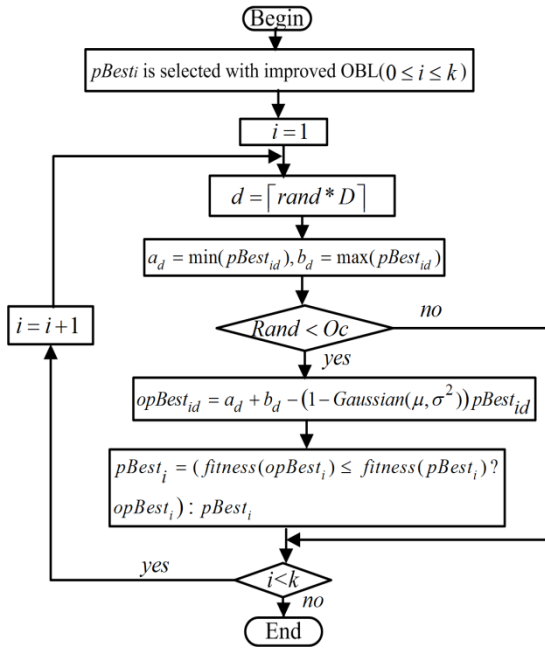 Begin
pBesti is selected with improved OBL(0 ≤ i ≤ k)
i = 1
d = ⌈rand * D⌉
a_d = min(pBest_id), b_d = max(pBest_id)
i = i+1
Rand < Oc
no
yes
opBest_id = a_d + b_d − (1− Gaussian(μ, σ²)) pBest_id
pBest_i = ( fitness(opBest_i) ≤ fitness(pBest_i) ?
opBest_i) : pBest_i
yes
i<k
no
End